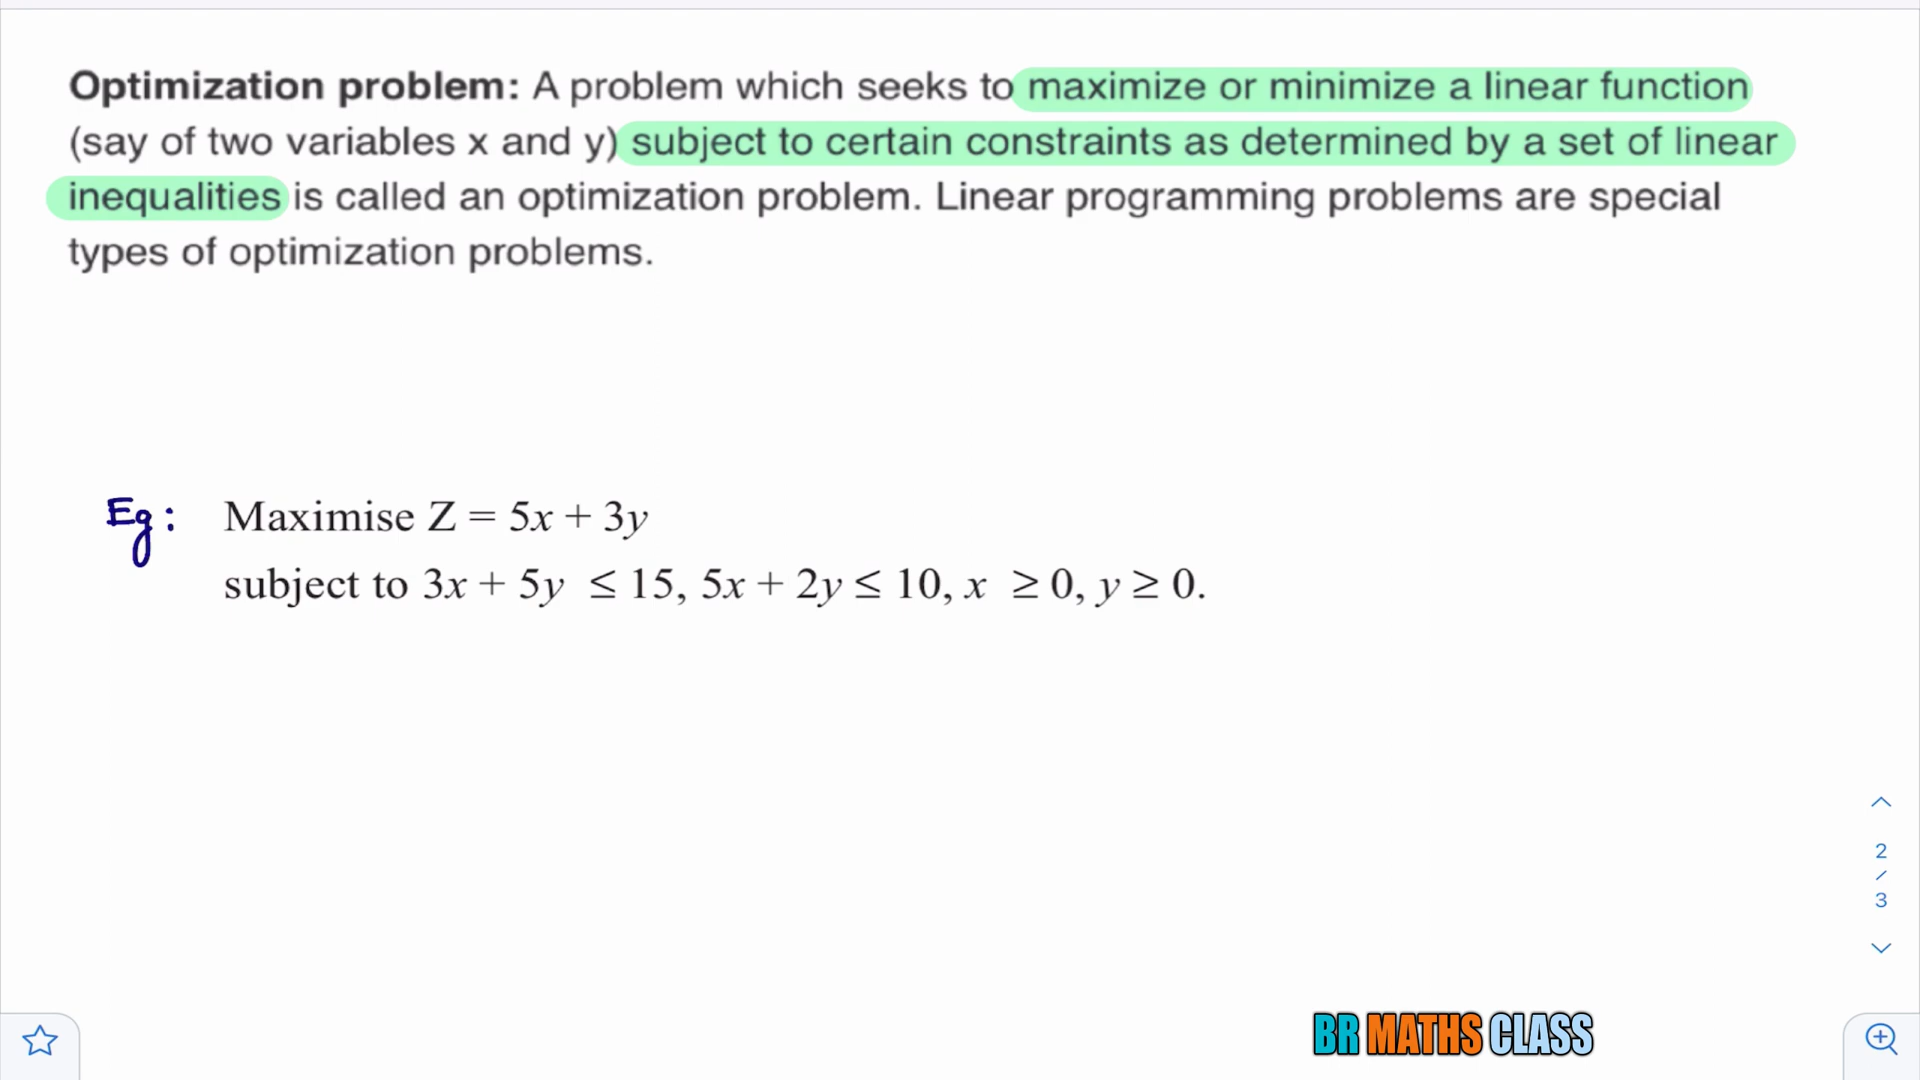 Optimization problem: A problem which seeks to maximize or minimize a linear function
(say of two variables x and y) subject to certain constraints as determined by a set of linear
inequalities is called an optimization problem. Linear programming problems are special
types of optimization problems.
Eg: Maximise Z = 5x + 3y
subject to 3x + 5y ≤ 15, 5x + 2y ≤ 10, x ≥ 0, y ≥ 0.
2
/
3
BR MATHS CLASS